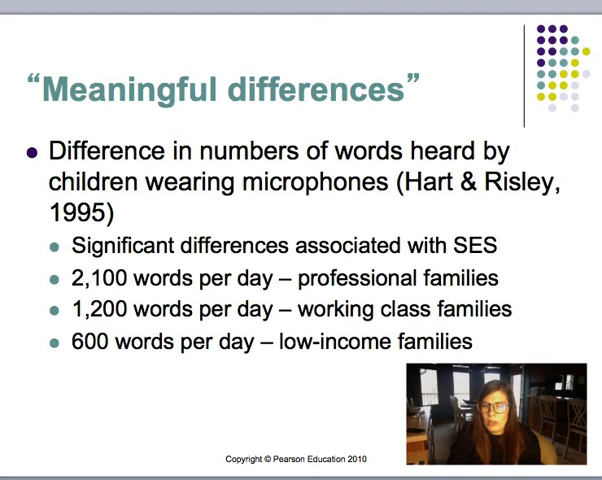 “Meaningful differences”
Difference in numbers of words heard by
children wearing microphones (Hart & Risley,
1995)
Significant differences associated with SES
2,100 words per day – professional families
1,200 words per day – working class families
600 words per day – low-income families
Copyright © Pearson Education 2010